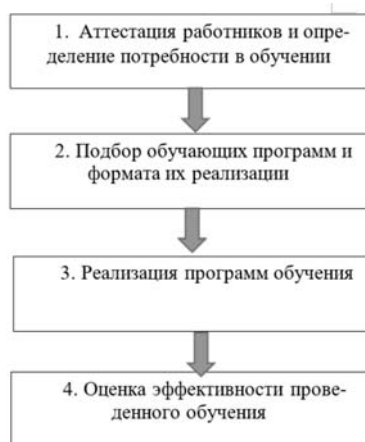 1. Аттестация работников и опре-
деление потребности в обучении
2. Подбор обучающих программ и
формата их реализации
3. Реализация программ обучения
4. Оценка эффективности прове-
денного обучения